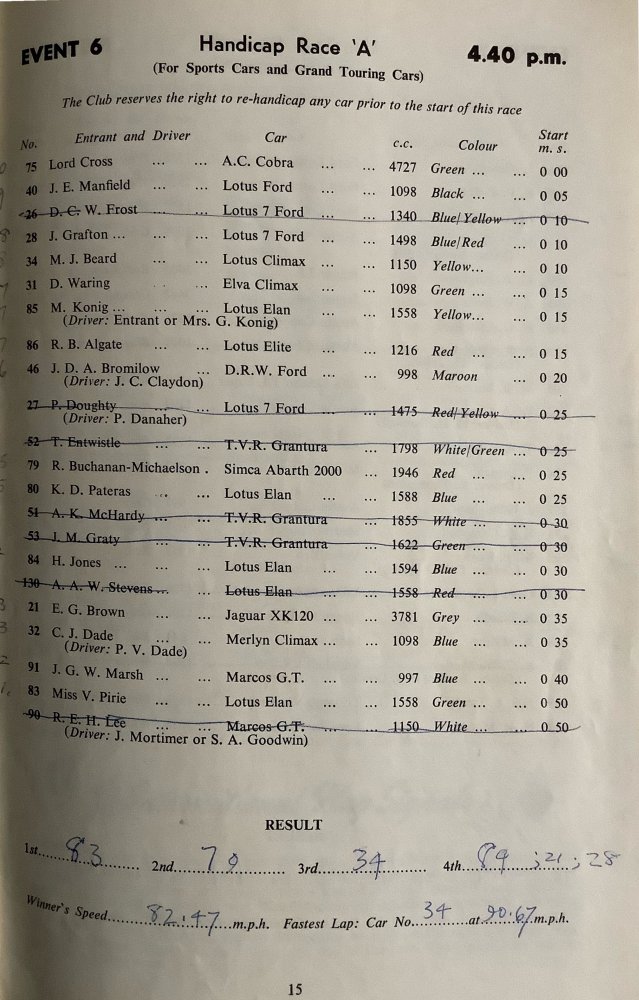 EVENT 6 Handicap Race 'A' 4.40 p.m.
(For Sports Cars and Grand Touring Cars)
The Club reserves the right to re-handicap any car prior to the start of this race
No. Entrant and Driver Car c.c. Colour Start m. s.
75 Lord Cross ... ... A.C. Cobra ... ... 4727 Green ... ... 0 00
40 J. E. Manfield ... ... Lotus Ford ... ... 1098 Black ... ... 0 05
26 D. C. W. Frost ... ... Lotus 7 Ford ... ... 1340 Blue/Yellow ... 0 10
28 J. Grafton ... ... ... Lotus 7 Ford ... ... 1498 Blue/Red ... 0 10
34 M. J. Beard ... ... Lotus Climax ... ... 1150 Yellow... ... 0 10
31 D. Waring ... ... Elva Climax ... ... 1098 Green ... ... 0 15
85 M. Konig ... ... ... Lotus Elan ... ... 1558 Yellow... ... 0 15
(Driver: Entrant or Mrs. G. Konig)
86 R. B. Algate ... ... Lotus Elite ... ... 1216 Red ... ... 0 15
46 J. D. A. Bromilow ... D.R.W. Ford ... ... 998 Maroon ... 0 20
(Driver: J. C. Claydon)
27 P. Doughty ... ... Lotus 7 Ford ... ... 1475 Red/Yellow ... 0 25
(Driver: P. Danaher)
52 T. Entwistle ... ... T.V.R. Grantura ... 1798 White/Green ... 0 25
79 R. Buchanan-Michaelson . Simca Abarth 2000 ... 1946 Red ... ... 0 25
80 K. D. Pateras ... ... Lotus Elan ... ... 1588 Blue ... ... 0 25
51 A. K. McHardy ... ... T.V.R. Grantura ... 1855 White ... ... 0 30
53 J. M. Graty ... ... T.V.R. Grantura ... 1622 Green ... ... 0 30
84 H. Jones ... ... ... Lotus Elan ... ... 1594 Blue ... ... 0 30
130 A. A. W. Stevens ... ... Lotus Elan ... ... 1558 Red ... ... 0 30
21 E. G. Brown ... ... Jaguar XK120 ... ... 3781 Grey ... ... 0 35
32 C. J. Dade ... ... Merlyn Climax ... ... 1098 Blue ... ... 0 35
(Driver: P. V. Dade)
91 J. G. W. Marsh ... ... Marcos G.T. ... ... 997 Blue ... ... 0 40
83 Miss V. Pirie ... ... Lotus Elan ... ... 1558 Green ... ... 0 50
90 R. E. H. Lee ... ... Marcos G.T. ... ... 1150 White ... ... 0 50
(Driver: J. Mortimer or S. A. Goodwin)
RESULT
1st...83... 2nd...79... 3rd...34... 4th... ; 21 ; 28
Winner's Speed...82.47...m.p.h. Fastest Lap: Car No...34...at...90.67...m.p.h.
15